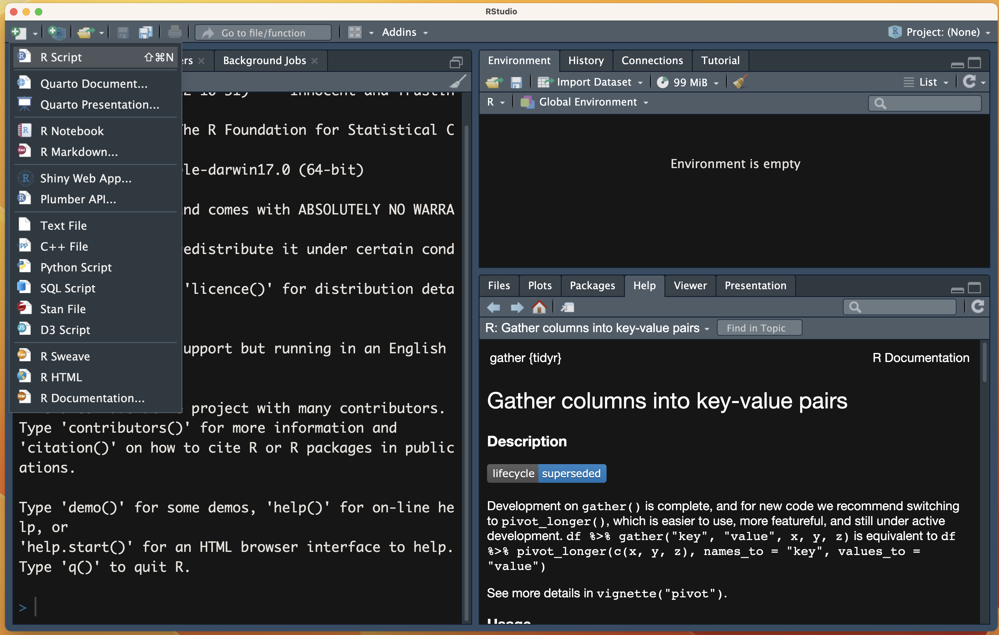 RStudio
Go to file/function
Addins
Project: (None)
R Script ⇧⌘N
Quarto Document...
Quarto Presentation...
R Notebook
R Markdown...
Shiny Web App...
Plumber API...
Text File
C++ File
Python Script
SQL Script
Stan File
D3 Script
R Sweave
R HTML
R Documentation...
Background Jobs
Innocent and Trustin
he R Foundation for Statistical C
le-darwin17.0 (64-bit)
nd comes with ABSOLUTELY NO WARRA
edistribute it under certain cond
'licence()' for distribution deta
upport but running in an English
project with many contributors.
Type 'contributors()' for more information and
'citation()' on how to cite R or R packages in public
ations.
Type 'demo()' for some demos, 'help()' for on-line he
lp, or
'help.start()' for an HTML browser interface to help.
Type 'q()' to quit R.
>
Environment History Connections Tutorial
Import Dataset 99 MiB List
R Global Environment
Environment is empty
Files Plots Packages Help Viewer Presentation
R: Gather columns into key-value pairs Find in Topic
gather {tidyr} R Documentation
Gather columns into key-value pairs
Description
lifecycle superseded
Development on gather() is complete, and for new code we recommend switching
to pivot_longer(), which is easier to use, more featureful, and still under active
development. df %>% gather("key", "value", x, y, z) is equivalent to df
%>% pivot_longer(c(x, y, z), names_to = "key", values_to =
"value")
See more details in vignette("pivot").
Usage